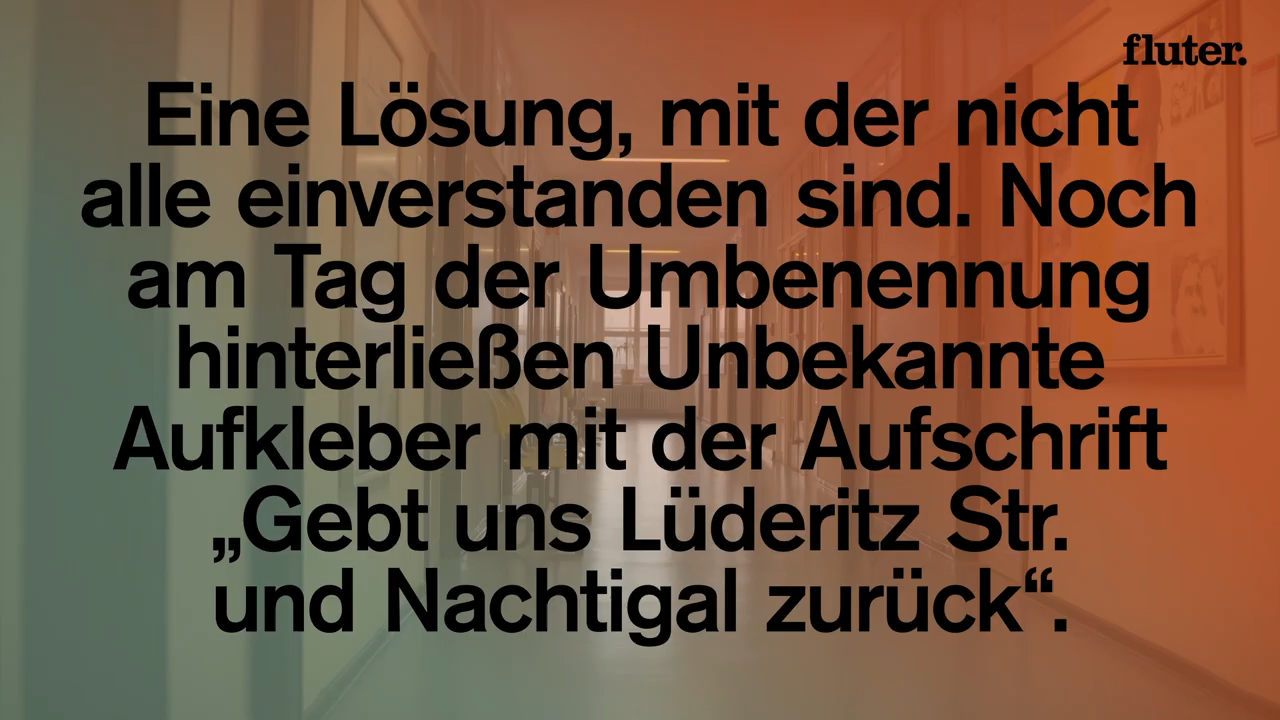 fluter.
Eine Lösung, mit der nicht
alle einverstanden sind. Noch
am Tag der Umbenennung
hinterließen Unbekannte
Aufkleber mit der Aufschrift
„Gebt uns Lüderitz Str.
und Nachtigal zurück“.